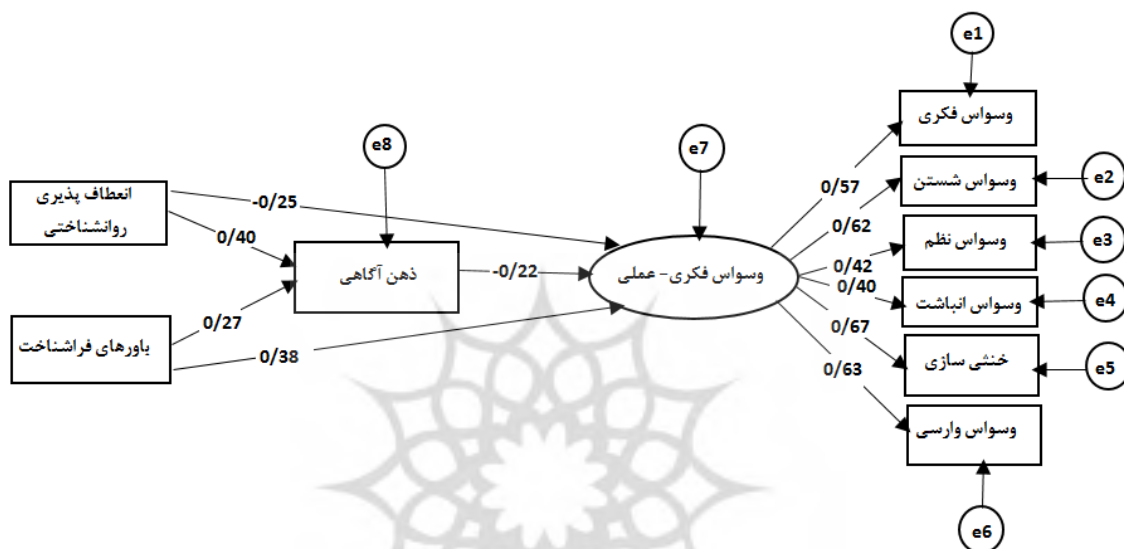 e1
وسواس فکری
e8
e7
0/57
وسواس شستن
e2
انعطاف پذیری
روانشناختی
-0/25
0/62
0/40
وسواس نظم
e3
ذهن آگاهی
-0/22
وسواس فکری- عملی
0/42
0/40
وسواس انباشت
e4
0/27
باورهای فراشناخت
0/38
0/67
خنثی سازی
e5
0/63
وسواس وارسی
e6